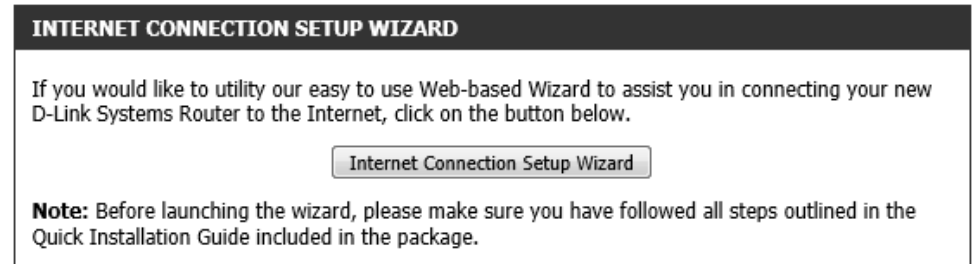 INTERNET CONNECTION SETUP WIZARD
If you would like to utility our easy to use Web-based Wizard to assist you in connecting your new
D-Link Systems Router to the Internet, click on the button below.
Internet Connection Setup Wizard
Note: Before launching the wizard, please make sure you have followed all steps outlined in the
Quick Installation Guide included in the package.